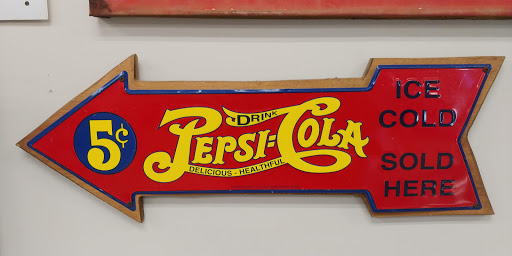 5¢
DRINK
PEPSI=COLA
DELICIOUS - HEALTHFUL
ICE
COLD
SOLD
HERE